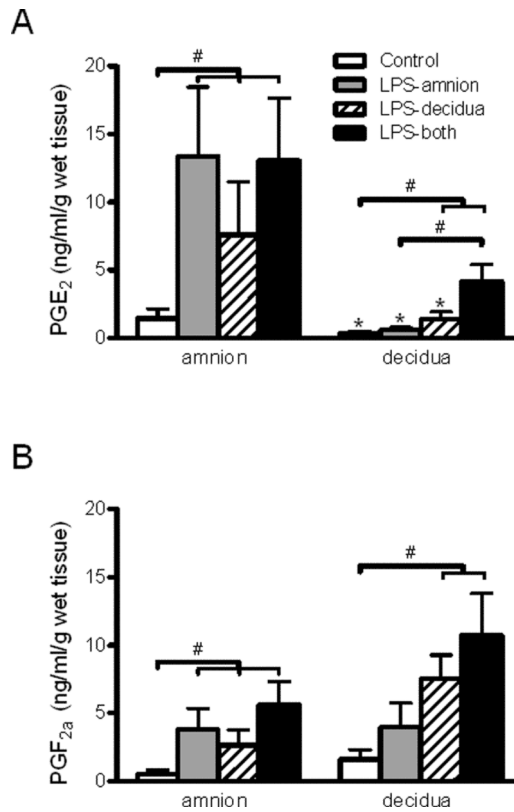 A
PGE2 (ng/ml/g wet tissue)
20
15
10
5
0
#
Control
LPS-amnion
LPS-decidua
LPS-both
#
#
* * *
amnion decidua
B
PGF2a (ng/ml/g wet tissue)
20
15
10
5
0
#
#
amnion decidua